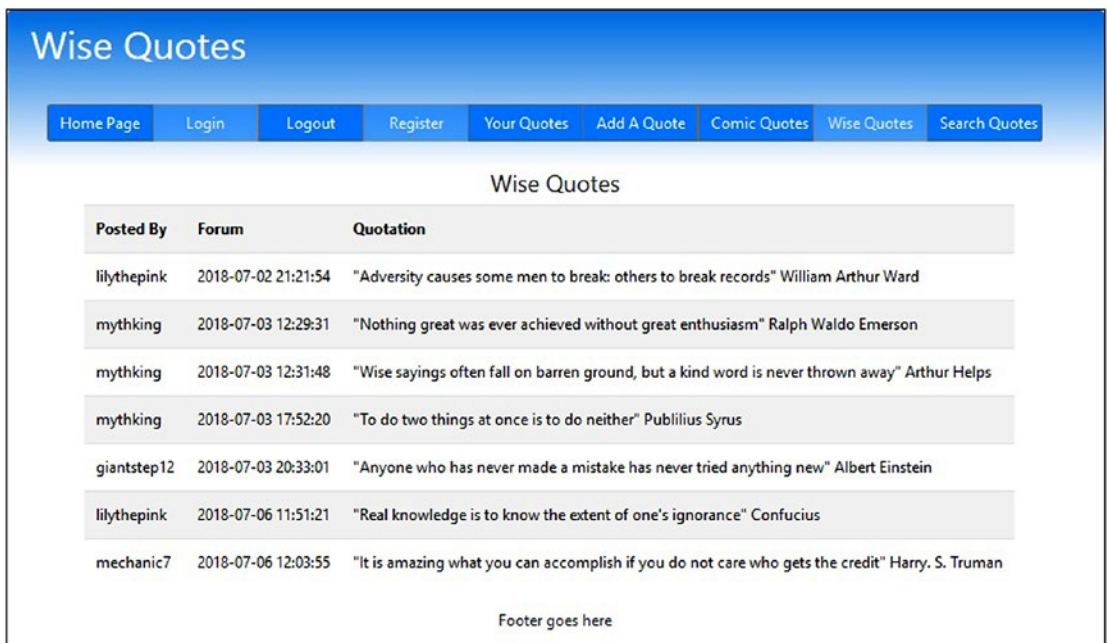 Wise Quotes
Home Page Login Logout Register Your Quotes Add A Quote Comic Quotes Wise Quotes Search Quotes
Wise Quotes
Posted By Forum Quotation
lilythepink 2018-07-02 21:21:54 "Adversity causes some men to break: others to break records" William Arthur Ward
mythking 2018-07-03 12:29:31 "Nothing great was ever achieved without great enthusiasm" Ralph Waldo Emerson
mythking 2018-07-03 12:31:48 "Wise sayings often fall on barren ground, but a kind word is never thrown away" Arthur Helps
mythking 2018-07-03 17:52:20 "To do two things at once is to do neither" Publilius Syrus
giantstep12 2018-07-03 20:33:01 "Anyone who has never made a mistake has never tried anything new" Albert Einstein
lilythepink 2018-07-06 11:51:21 "Real knowledge is to know the extent of one's ignorance" Confucius
mechanic7 2018-07-06 12:03:55 "It is amazing what you can accomplish if you do not care who gets the credit" Harry. S. Truman
Footer goes here